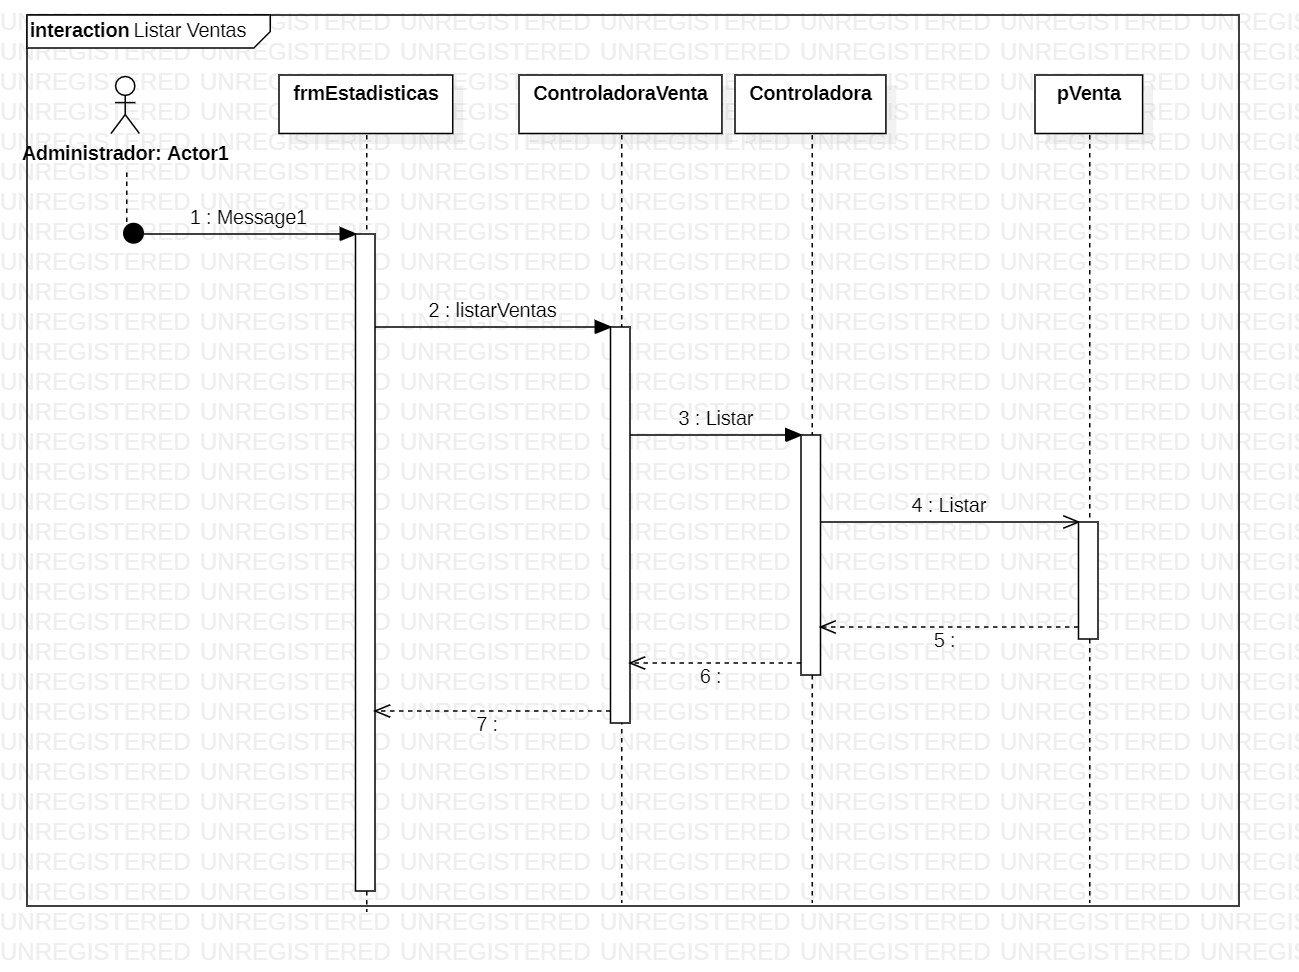 interaction Listar Ventas
frmEstadisticas
ControladoraVenta
Controladora
pVenta
Administrador: Actor1
1 : Message1
2 : listarVentas
3 : Listar
4 : Listar
5 :
6 :
7 :
UNREGISTERED